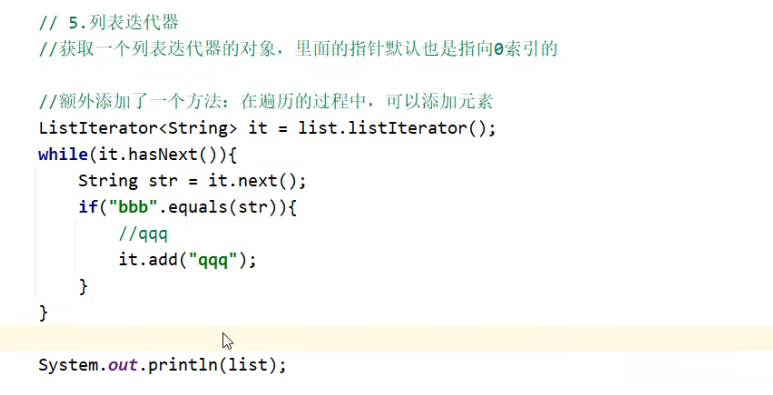 // 5.列表迭代器
//获取一个列表迭代器的对象，里面的指针默认也是指向0索引的
//额外添加了一个方法：在遍历的过程中，可以添加元素
ListIterator<String> it = list.listIterator();
while(it.hasNext()){
String str = it.next();
if("bbb".equals(str)){
//qqq
it.add("qqq");
}
}
System.out.println(list);